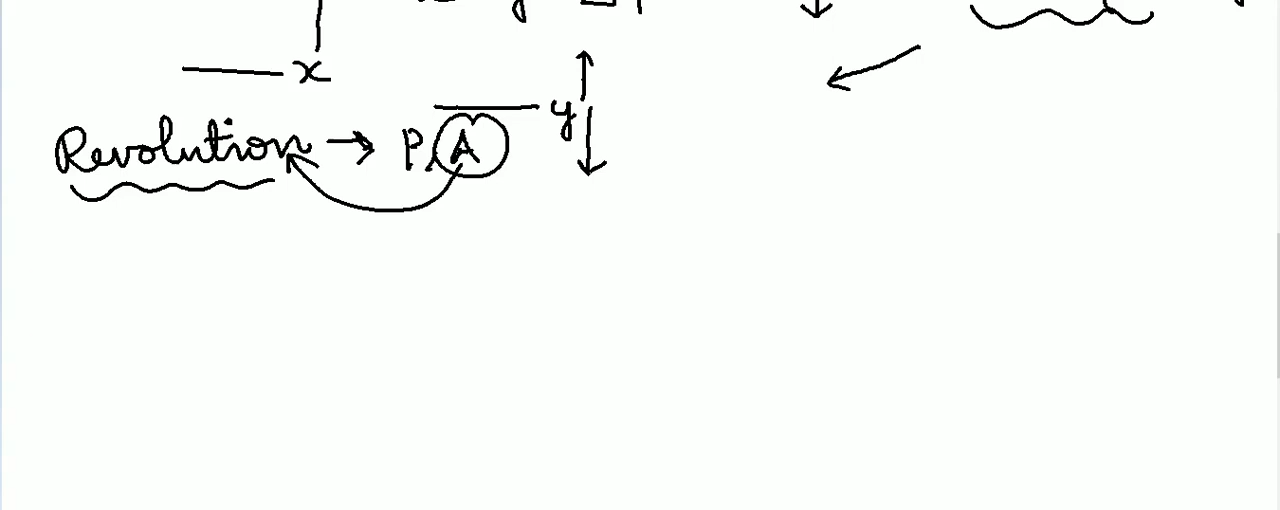 x
y
Revolution → P, A